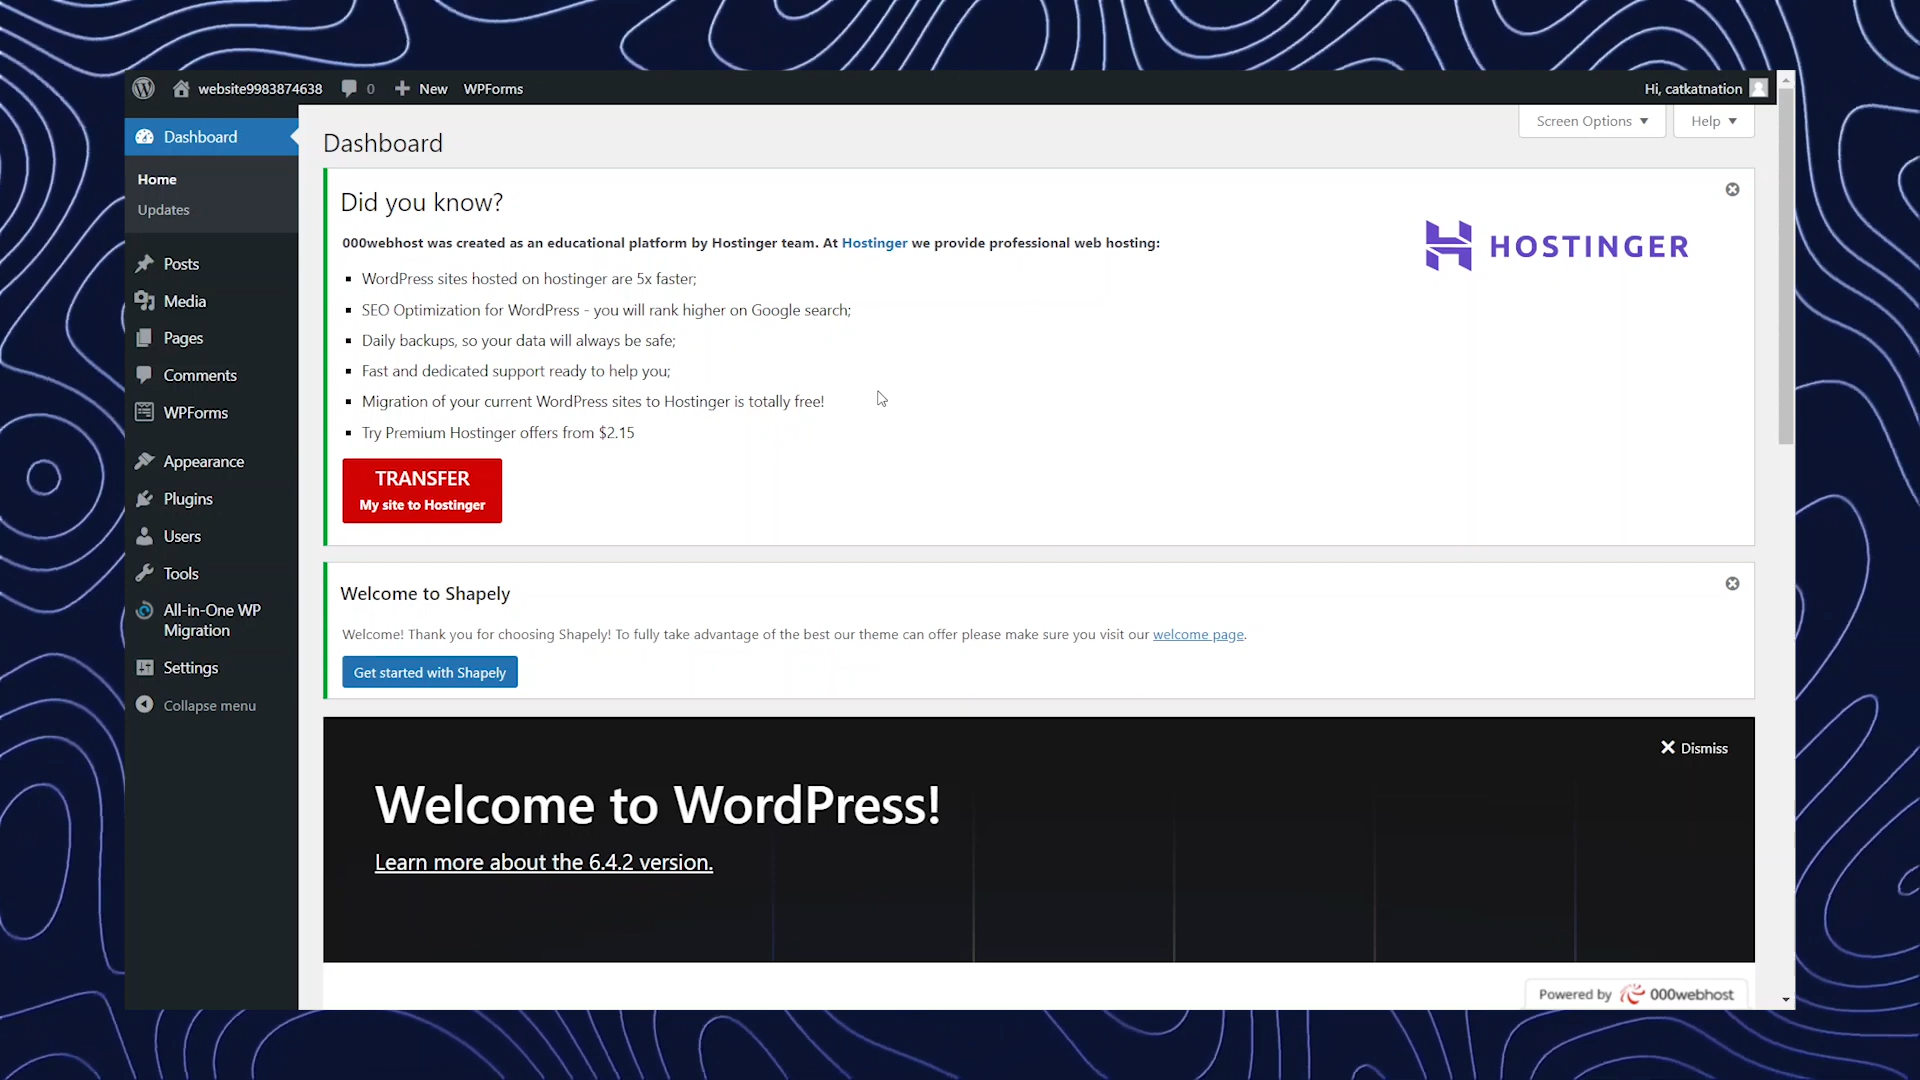 website9983874638
0
New
WPForms
Hi, catkatnation
Dashboard
Home
Updates
Posts
Media
Pages
Comments
WPForms
Appearance
Plugins
Users
Tools
All-in-One WP
Migration
Settings
Collapse menu
Screen Options
Help
Dashboard
Did you know?
000webhost was created as an educational platform by Hostinger team. At Hostinger we provide professional web hosting:
WordPress sites hosted on hostinger are 5x faster;
SEO Optimization for WordPress - you will rank higher on Google search;
Daily backups, so your data will always be safe;
Fast and dedicated support ready to help you;
Migration of your current WordPress sites to Hostinger is totally free!
Try Premium Hostinger offers from $2.15
TRANSFER
My site to Hostinger
HOSTINGER
Welcome to Shapely
Welcome! Thank you for choosing Shapely! To fully take advantage of the best our theme can offer please make sure you visit our welcome page.
Get started with Shapely
Dismiss
Welcome to WordPress!
Learn more about the 6.4.2 version.
Powered by 000webhost